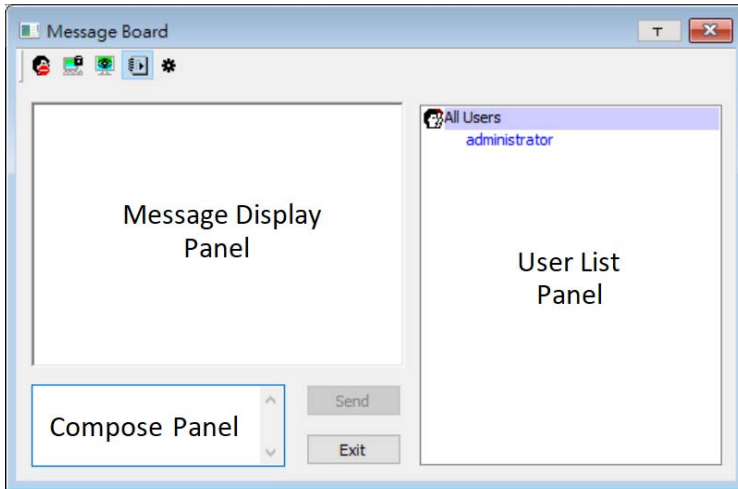 Message Board
T
All Users
administrator
Message Display
Panel
User List
Panel
Compose Panel
Send
Exit